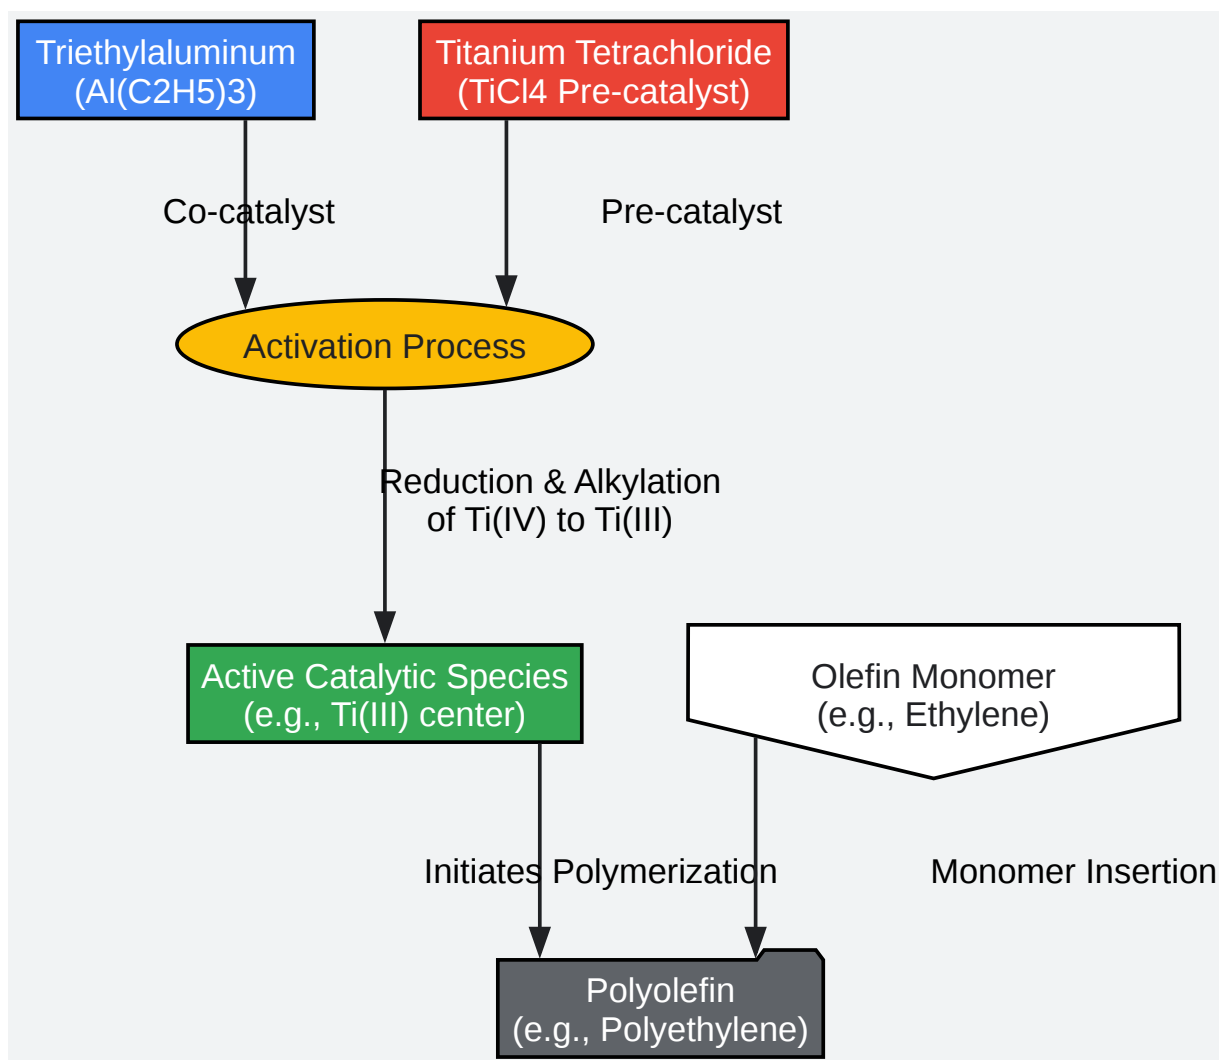 Triethylaluminum
(Al(C2H5)3)
Titanium Tetrachloride
(TiCl4 Pre-catalyst)
Co-catalyst
Pre-catalyst
Activation Process
Reduction & Alkylation
of Ti(IV) to Ti(III)
Active Catalytic Species
(e.g., Ti(III) center)
Olefin Monomer
(e.g., Ethylene)
Initiates Polymerization
Monomer Insertion
Polyolefin
(e.g., Polyethylene)